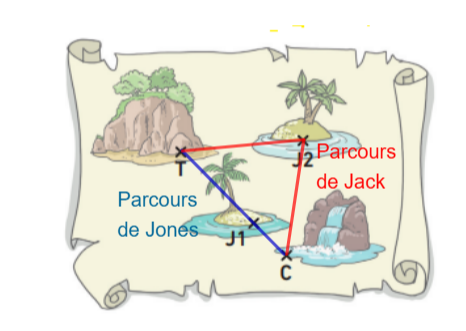 T
J2
Parcours
de Jack
Parcours
de Jones
J1
C